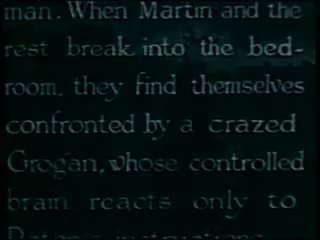 man. When Martin and the
rest break into the bed-
room, they find themselves
confronted by a crazed
Grogan, whose controlled
brain reacts only to